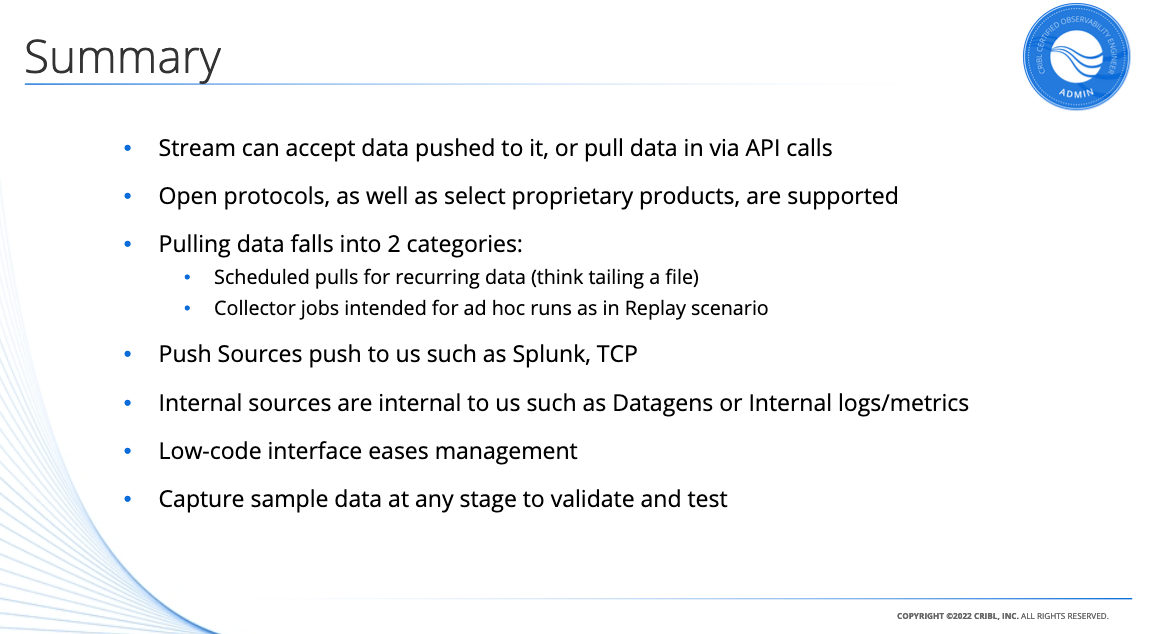 Summary
CRIBL CERTIFIED OBSERVABILITY ENGINEER
ADMIN
• Stream can accept data pushed to it, or pull data in via API calls
• Open protocols, as well as select proprietary products, are supported
• Pulling data falls into 2 categories:
• Scheduled pulls for recurring data (think tailing a file)
• Collector jobs intended for ad hoc runs as in Replay scenario
• Push Sources push to us such as Splunk, TCP
• Internal sources are internal to us such as Datagens or Internal logs/metrics
• Low-code interface eases management
• Capture sample data at any stage to validate and test
COPYRIGHT ©2022 CRIBL, INC. ALL RIGHTS RESERVED.